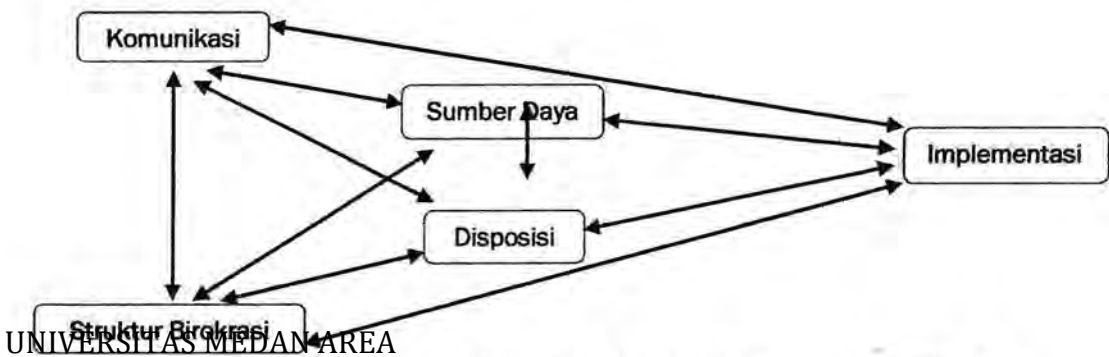 Komunikasi
Sumber Daya
Implementasi
Disposisi
Struktur Birokrasi
UNIVERSITAS MEDAN AREA